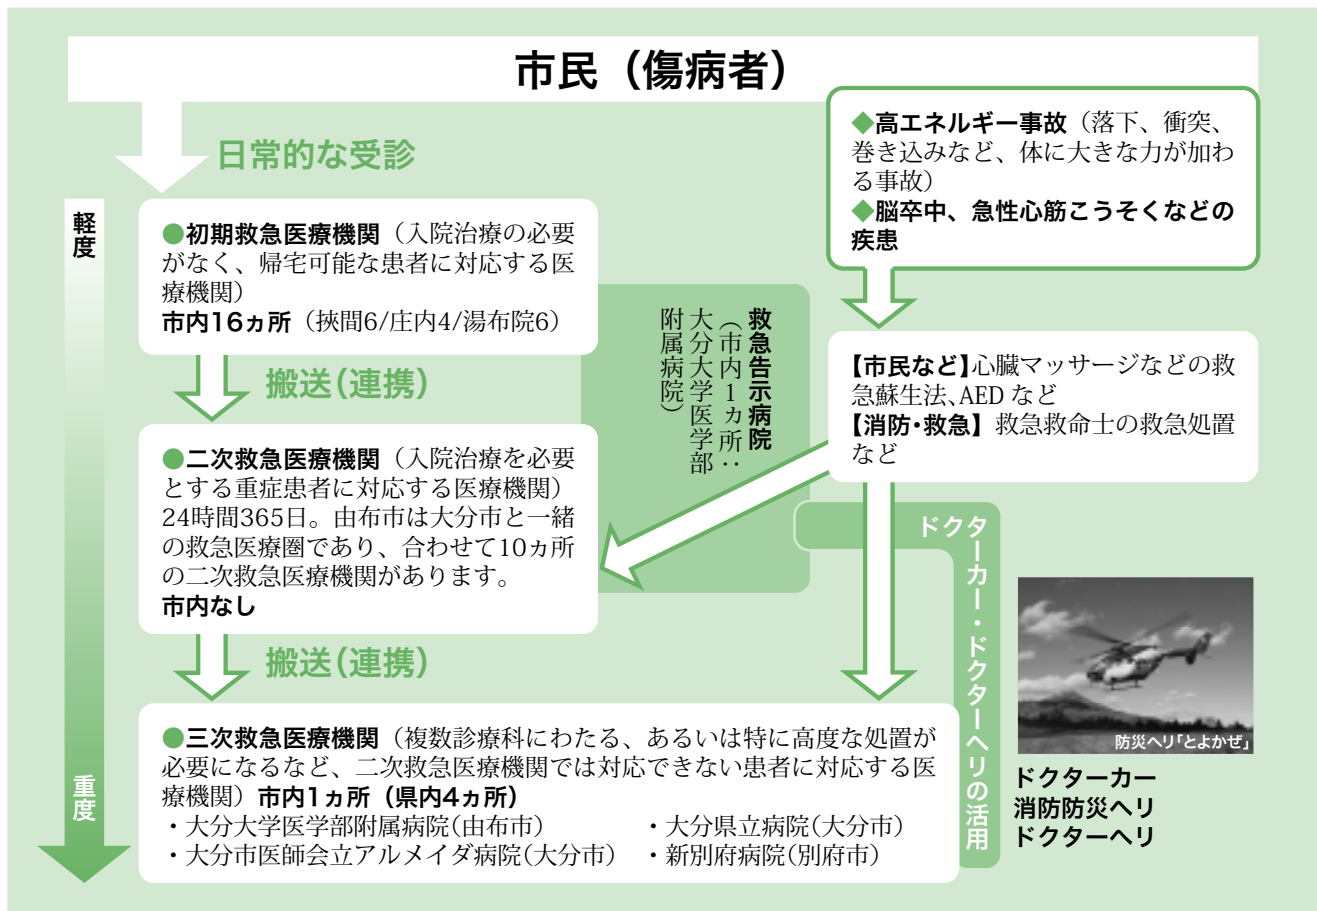 市民（傷病者）
日常的な受診
◆高エネルギー事故（落下、衝突、
巻き込みなど、体に大きな力が加わ
る事故）
◆脳卒中、急性心筋こうそくなどの
疾患
軽度
●初期救急医療機関（入院治療の必要
がなく、帰宅可能な患者に対応する医
療機関）
市内16ヵ所（挾間6/庄内4/湯布院6）
搬送（連携）
救急告示病院
（市内１ヵ所：
大分大学医学部
附属病院）
【市民など】心臓マッサージなどの救
急蘇生法、AED など
【消防・救急】救急救命士の救急処置
など
●二次救急医療機関（入院治療を必要
とする重症患者に対応する医療機関）
24時間365日。由布市は大分市と一緒
の救急医療圏であり、合わせて10ヵ所
の二次救急医療機関があります。
市内なし
搬送（連携）
ドクターカー・ドクターヘリの活用
防災ヘリ「とよかぜ」
ドクターカー
消防防災ヘリ
ドクターヘリ
●三次救急医療機関（複数診療科にわたる、あるいは特に高度な処置が
必要になるなど、二次救急医療機関では対応できない患者に対応する医
療機関）市内1ヵ所（県内4ヵ所）
・大分大学医学部附属病院（由布市）
・大分県立病院（大分市）
・大分市医師会立アルメイダ病院（大分市）
・新別府病院（別府市）
重度